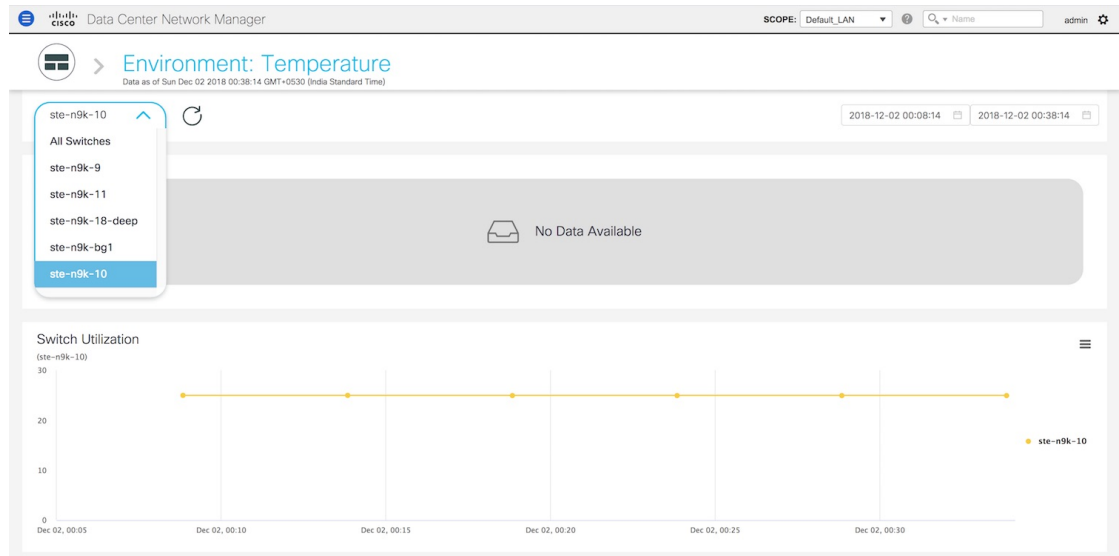 cisco Data Center Network Manager SCOPE: Default_LAN Name admin
Environment: Temperature
Data as of Sun Dec 02 2018 00:38:14 GMT+0530 (India Standard Time)
ste-n9k-10 2018-12-02 00:08:14 2018-12-02 00:38:14
All Switches
ste-n9k-9
ste-n9k-11
ste-n9k-18-deep
ste-n9k-bg1
ste-n9k-10
No Data Available
Switch Utilization
(ste-n9k-10)
30
20
10
0
ste-n9k-10
Dec 02, 00:05 Dec 02, 00:10 Dec 02, 00:15 Dec 02, 00:20 Dec 02, 00:25 Dec 02, 00:30